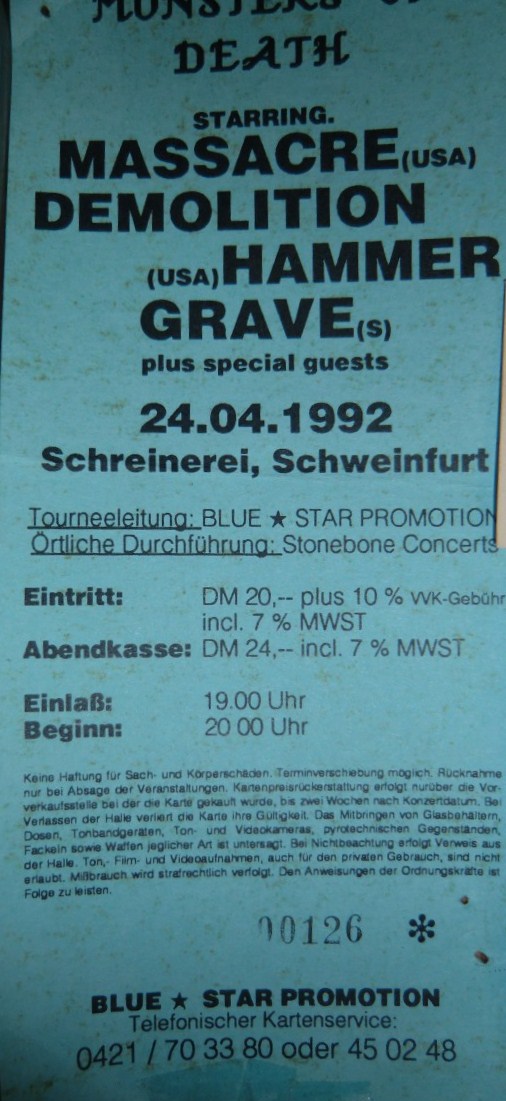 MONSTERS OF
DEATH
STARRING.
MASSACRE(USA)
DEMOLITION
(USA)HAMMER
GRAVE(S)
plus special guests
24.04.1992
Schreinerei, Schweinfurt
Tourneeleitung: BLUE ★ STAR PROMOTION
Örtliche Durchführung: Stonebone Concerts
Eintritt: DM 20,-- plus 10 % VVK-Gebühr
incl. 7 % MWST
Abendkasse: DM 24,-- incl. 7 % MWST
Einlaß: 19.00 Uhr
Beginn: 20 00 Uhr
Keine Haftung für Sach- und Körperschäden. Terminverschiebung möglich. Rücknahme
nur bei Absage der Veranstaltungen. Kartenpreisrückerstattung erfolgt nurüber die Vor-
verkaufsstelle bei der die Karte gekauft wurde, bis zwei Wochen nach Konzertdatum. Bei
Verlassen der Halle verliert die Karte ihre Gültigkeit. Das Mitbringen von Glasbehältern,
Dosen, Tonbandgeräten, Ton- und Videokameras, pyrotechnischen Gegenständen,
Fackeln sowie Waffen jeglicher Art ist untersagt. Bei Nichtbeachtung erfolgt Verweis aus
der Halle. Ton,- Film- und Videoaufnahmen, auch für den privaten Gebrauch, sind nicht
erlaubt. Mißbrauch wird strafrechtlich verfolgt. Den Anweisungen der Ordnungskräfte ist
Folge zu leisten.
00126 *
BLUE ★ STAR PROMOTION
Telefonischer Kartenservice:
0421 / 70 33 80 oder 45 02 48